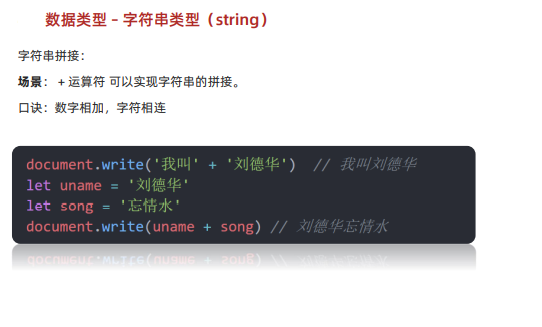 数据类型 – 字符串类型（string）
字符串拼接：
场景： + 运算符 可以实现字符串的拼接。
口诀：数字相加，字符相连
document.write('我叫' + '刘德华')  // 我叫刘德华
let uname = '刘德华'
let song = '忘情水'
document.write(uname + song) // 刘德华忘情水